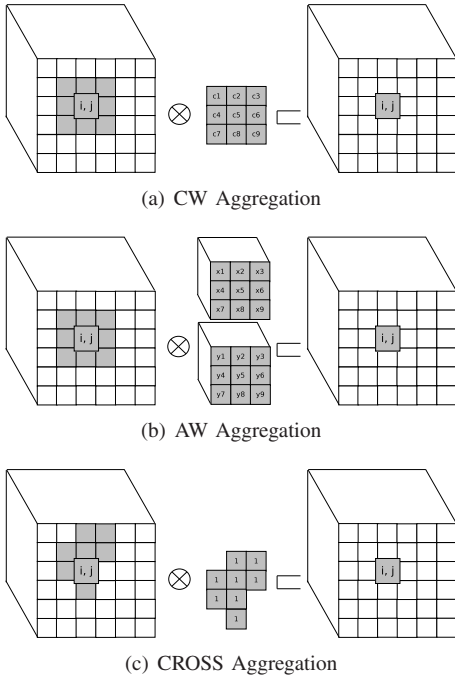 i, j
c1 c2 c3
c4 c5 c6
c7 c8 c9
i, j
(a) CW Aggregation
x1 x2 x3
x4 x5 x6
x7 x8 x9
i, j
y1 y2 y3
y4 y5 y6
y7 y8 y9
i, j
(b) AW Aggregation
i, j
1 1
1 1 1
1 1
1
i, j
(c) CROSS Aggregation